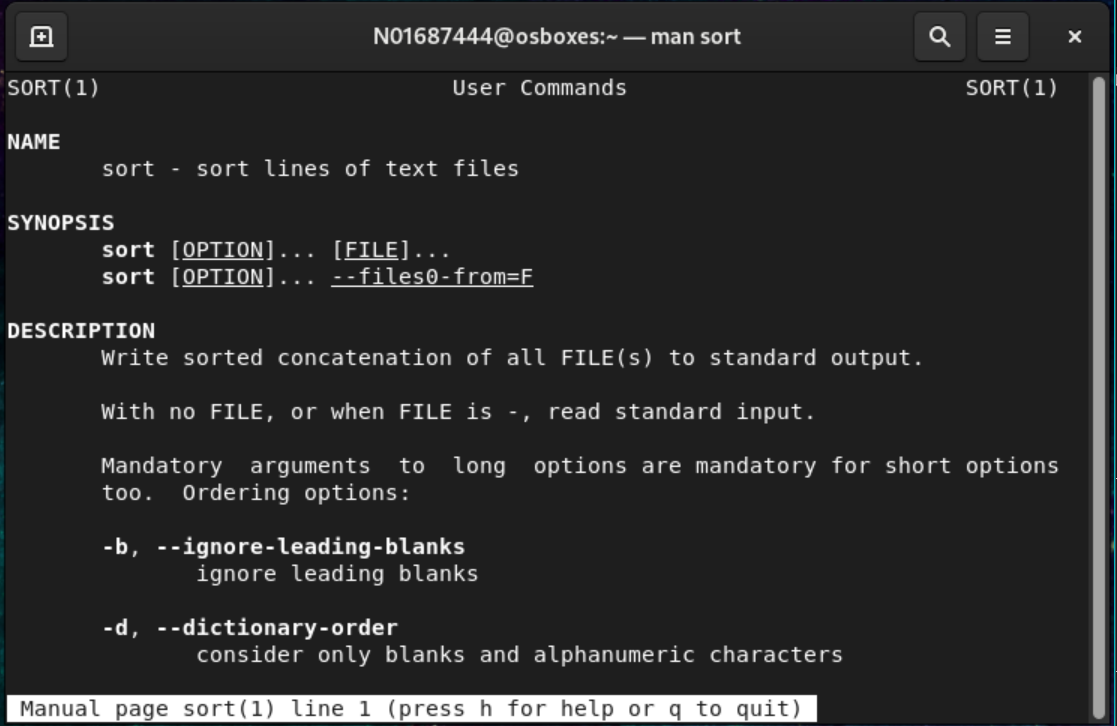 N01687444@osboxes:~ — man sort
SORT(1) User Commands SORT(1)
NAME
sort - sort lines of text files
SYNOPSIS
sort [OPTION]... [FILE]...
sort [OPTION]... --files0-from=F
DESCRIPTION
Write sorted concatenation of all FILE(s) to standard output.
With no FILE, or when FILE is -, read standard input.
Mandatory arguments to long options are mandatory for short options
too. Ordering options:
-b, --ignore-leading-blanks
ignore leading blanks
-d, --dictionary-order
consider only blanks and alphanumeric characters
Manual page sort(1) line 1 (press h for help or q to quit)